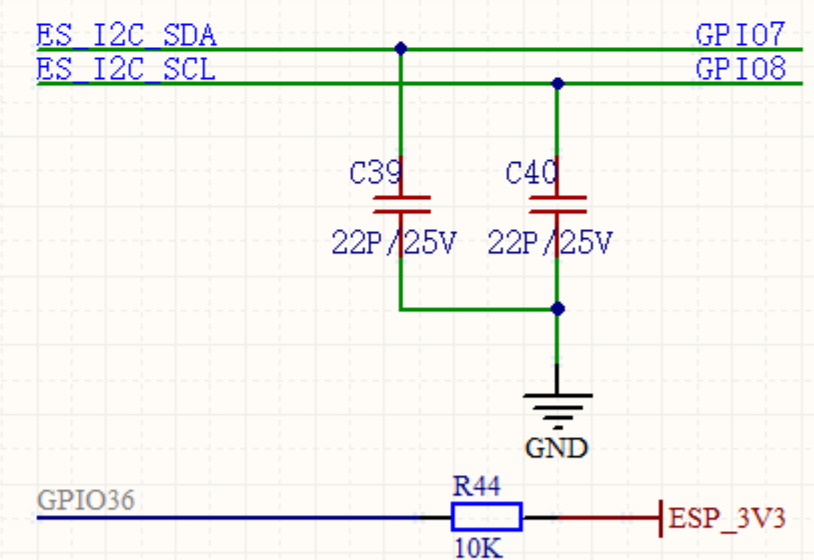 ES_I2C_SDA GPIO7
ES_I2C_SCL GPIO8
C39 C40
22P/25V 22P/25V
GND
R44
GPIO36
ESP_3V3
10K